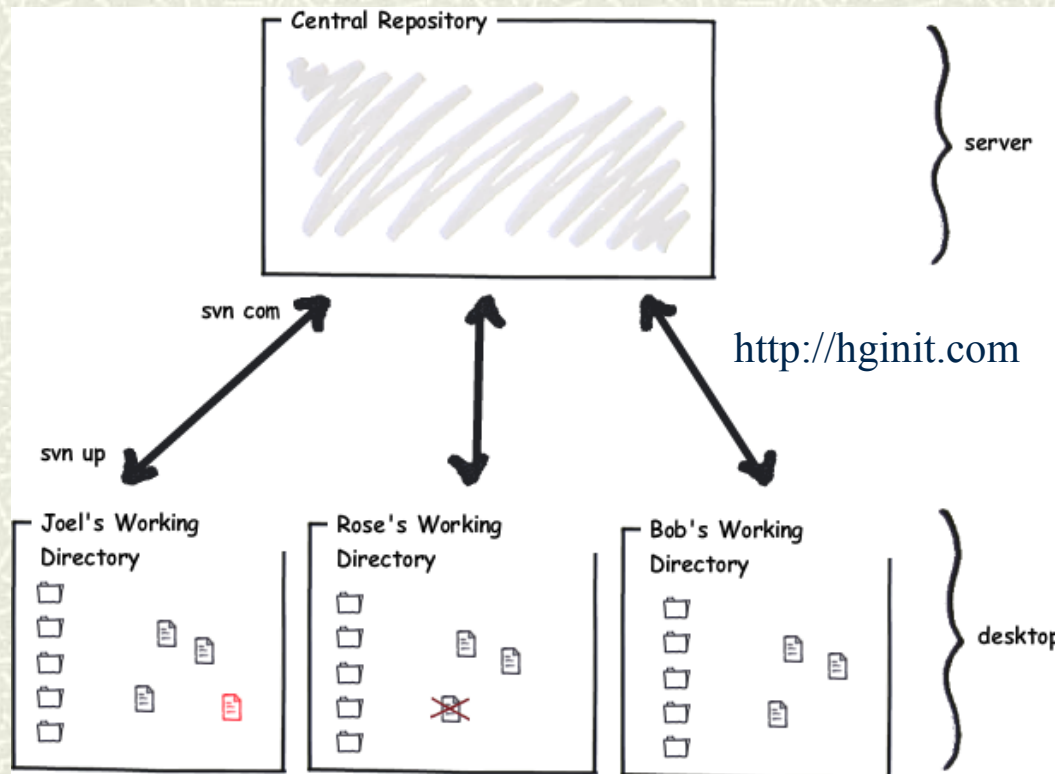 Central Repository
server
svn com
http://hginit.com
svn up
Joel's Working
Directory
Rose's Working
Directory
Bob's Working
Directory
desktop